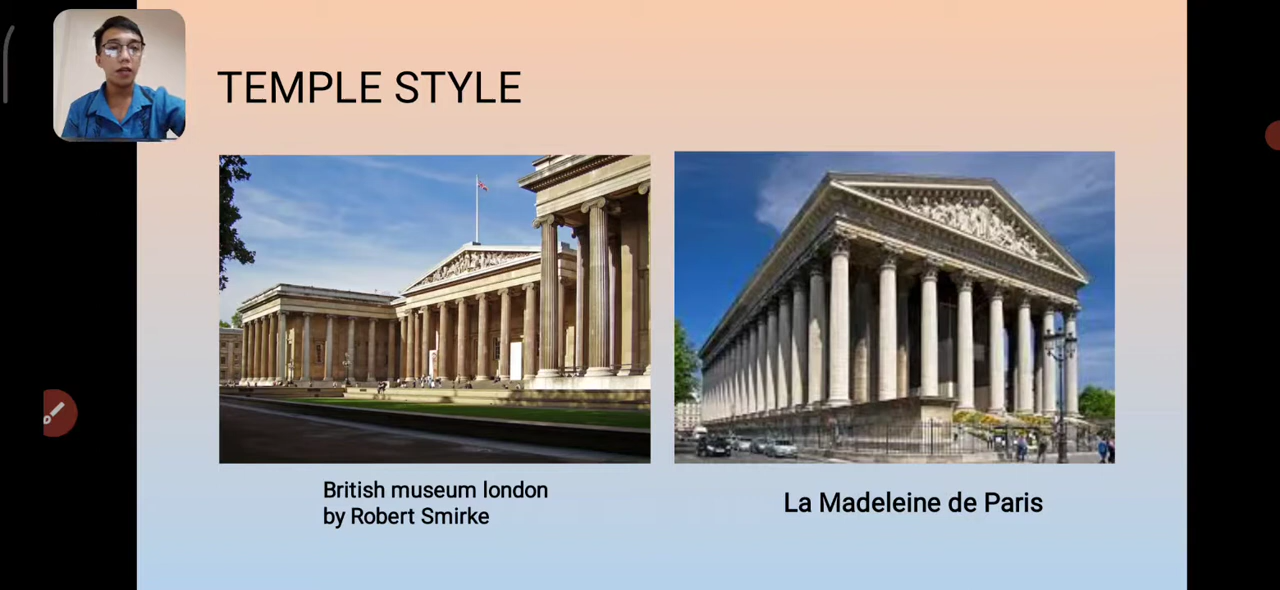 TEMPLE STYLE
British museum london
by Robert Smirke
La Madeleine de Paris